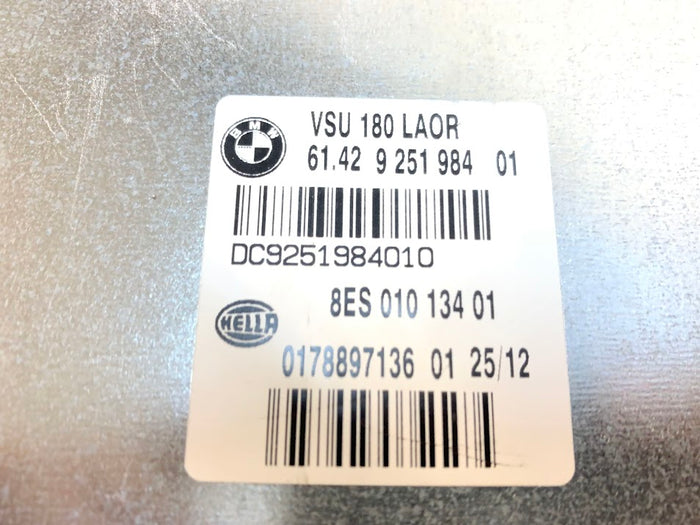 BMW
VSU 180 LAOR
61.42 9 251 984 01
DC9251984010
8ES 010 134 01
HELLA
0178897136 01 25/12